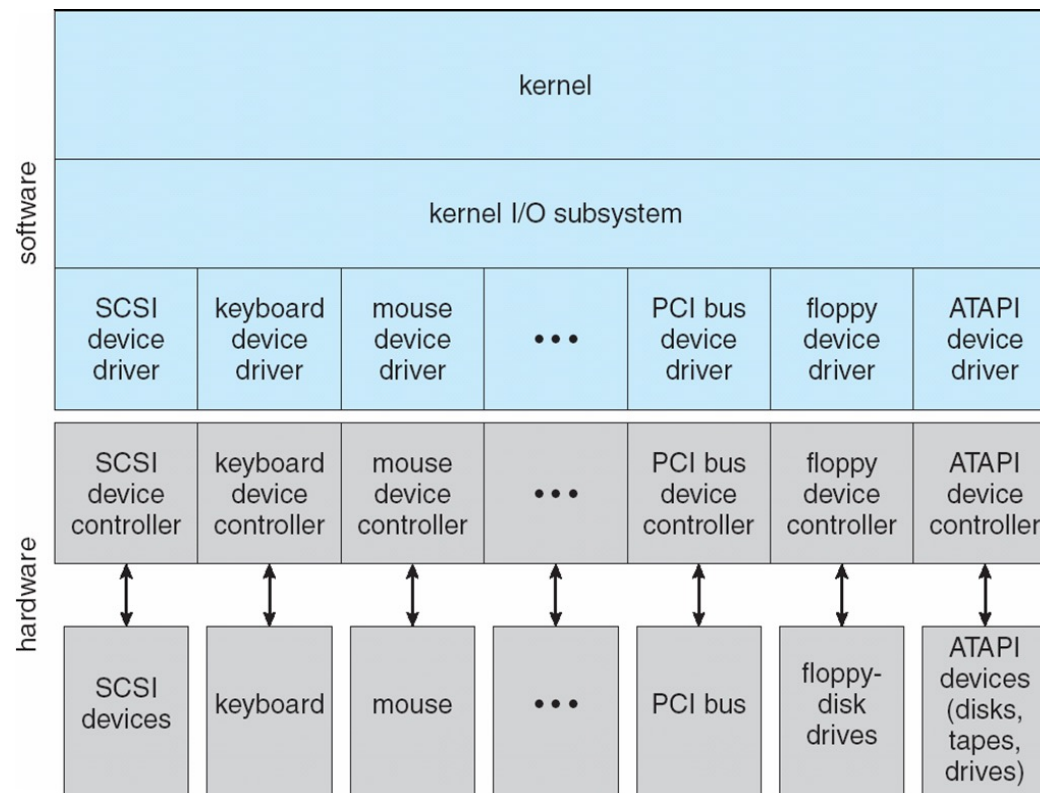 software
kernel
kernel I/O subsystem
SCSI
device
driver
keyboard
device
driver
mouse
device
driver
•••
PCI bus
device
driver
floppy
device
driver
ATAPI
device
driver
hardware
SCSI
device
controller
keyboard
device
controller
mouse
device
controller
•••
PCI bus
device
controller
floppy
device
controller
ATAPI
device
controller
SCSI
devices
keyboard
mouse
•••
PCI bus
floppy-
disk
drives
ATAPI
devices
(disks,
tapes,
drives)